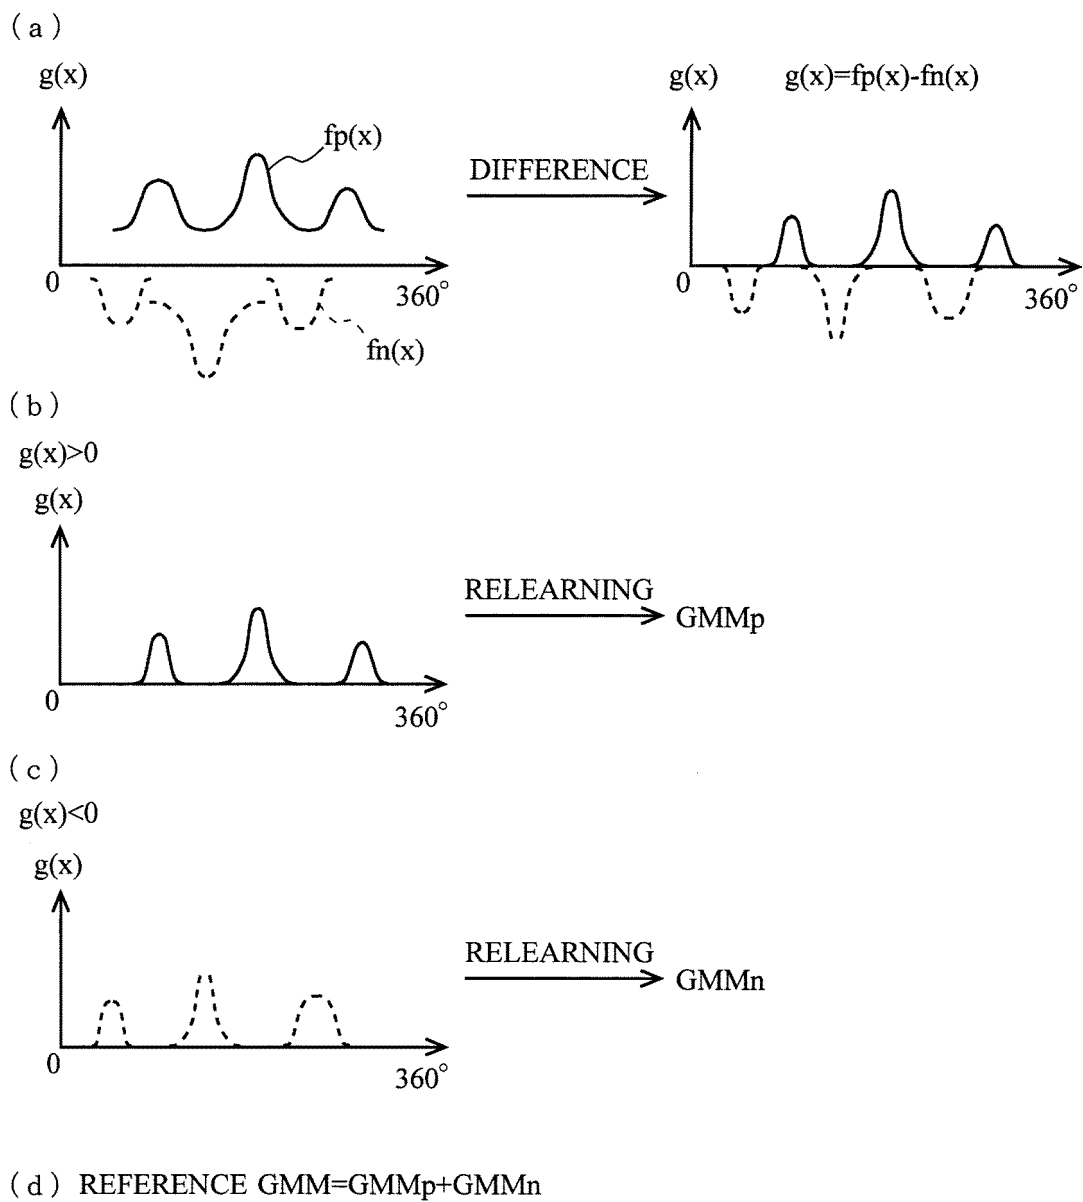 (a)
g(x)
fp(x)
0
360°
fn(x)
DIFFERENCE
g(x)
g(x)=fp(x)-fn(x)
0
360°
(b)
g(x)>0
g(x)
0
360°
RELEARNING
GMMp
(c)
g(x)<0
g(x)
0
360°
RELEARNING
GMMn
(d) REFERENCE GMM=GMMp+GMMn